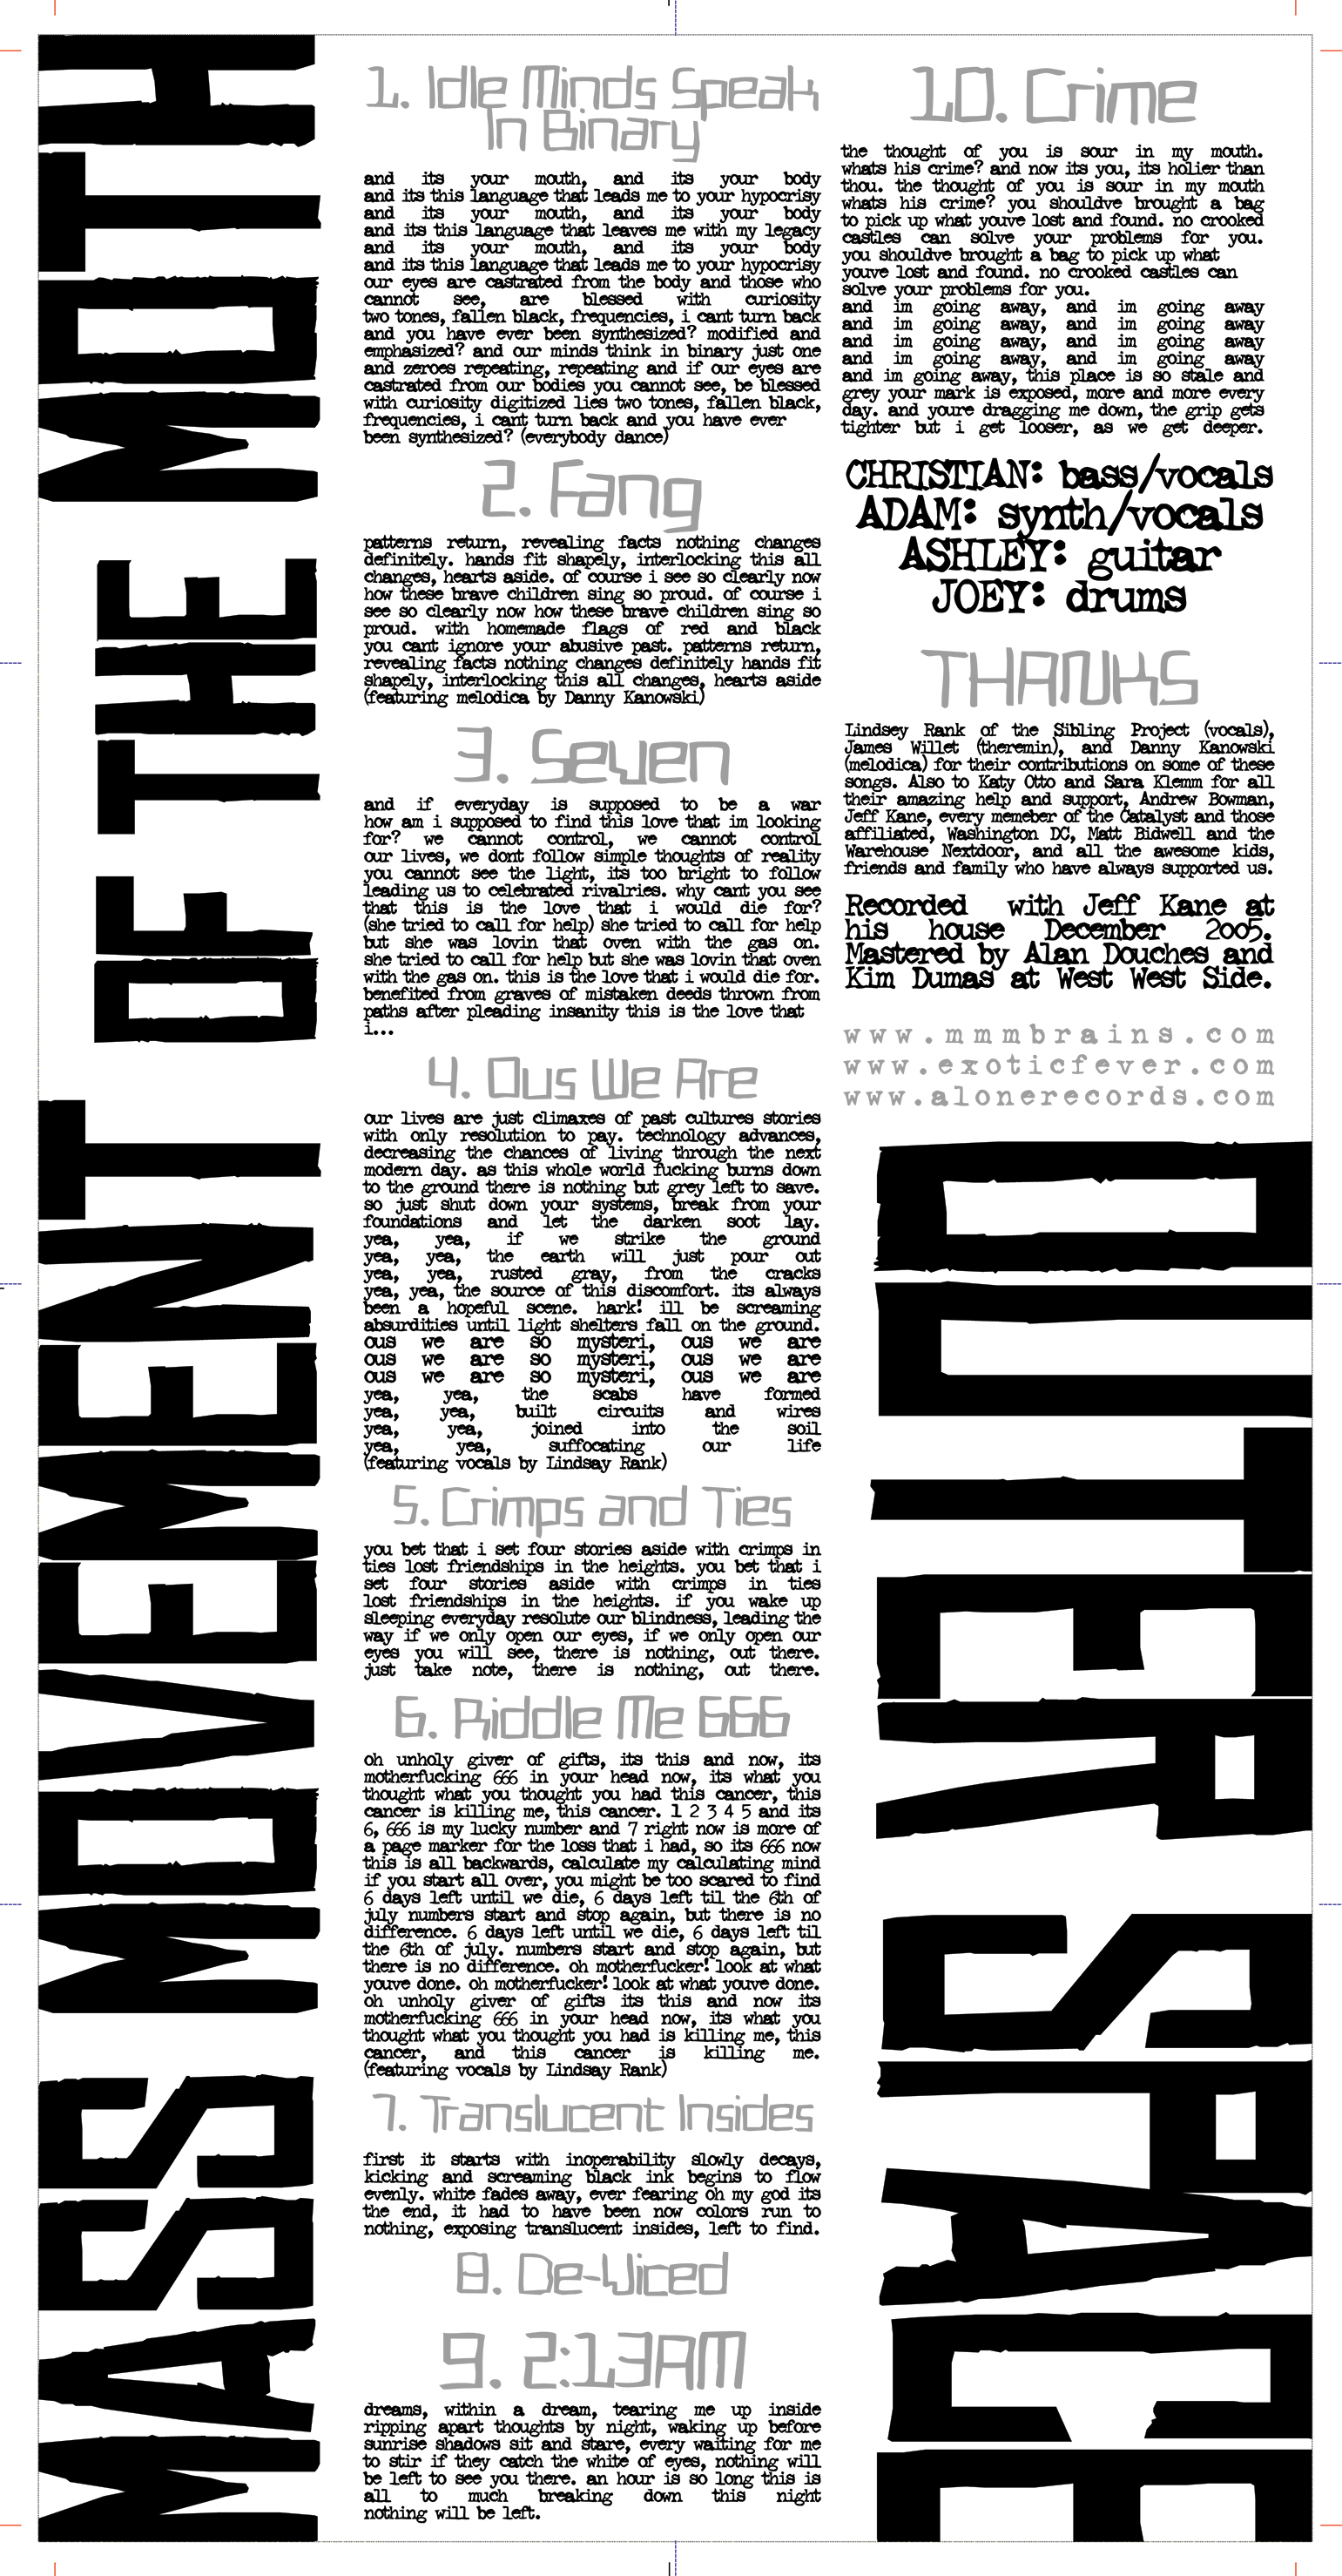 MASS MOVEMENT OF THE MOTH
1. Idle Minds Speak
In Binary
and its your mouth, and its your body
and its this language that leads me to your hypocrisy
and its your mouth, and its your body
and its this language that leaves me with my legacy
and its your mouth, and its your body
and its this language that leads me to your hypocrisy
our eyes are castrated from the body and those who
cannot see, are blessed with curiosity
two tones, fallen black, frequencies, i cant turn back
and you have ever been synthesized? modified and
emphasized? and our minds think in binary just one
and zeroes repeating, repeating and if our eyes are
castrated from our bodies you cannot see, be blessed
with curiosity digitized lies two tones, fallen black,
frequencies, i cant turn back and you have ever
been synthesized? (everybody dance)
2. Fang
patterns return, revealing facts nothing changes
definitely. hands fit shapely, interlocking this all
changes, hearts aside. of course i see so clearly now
how these brave children sing so proud. of course i
see so clearly now how these brave children sing so
proud. with homemade flags of red and black
you cant ignore your abusive past. patterns return,
revealing facts nothing changes definitely hands fit
shapely, interlocking this all changes, hearts aside
(featuring melodica by Danny Kanowski)
3. Seven
and if everyday is supposed to be a war
how am i supposed to find this love that im looking
for? we cannot control, we cannot control
our lives, we dont follow simple thoughts of reality
you cannot see the light, its too bright to follow
leading us to celebrated rivalries. why cant you see
that this is the love that i would die for?
(she tried to call for help) she tried to call for help
but she was lovin that oven with the gas on.
she tried to call for help but she was lovin that oven
with the gas on. this is the love that i would die for.
benefited from graves of mistaken deeds thrown from
paths after pleading insanity this is the love that
i...
4. Ous We Are
our lives are just climaxes of past cultures stories
with only resolution to pay. technology advances,
decreasing the chances of living through the next
modern day. as this whole world fucking burns down
to the ground there is nothing but grey left to save.
so just shut down your systems, break from your
foundations and let the darken soot lay.
yea, yea, if we strike the ground
yea, yea, the earth will just pour out
yea, yea, rusted gray, from the cracks
yea, yea, the source of this discomfort. its always
been a hopeful scene. hark! ill be screaming
absurdities until light shelters fall on the ground.
ous we are so mysteri, ous we are
ous we are so mysteri, ous we are
ous we are so mysteri, ous we are
yea, yea, the scabs have formed
yea, yea, built circuits and wires
yea, yea, joined into the soil
yea, yea, suffocating our life
(featuring vocals by Lindsay Rank)
5. Crimps and Ties
you bet that i set four stories aside with crimps in
ties lost friendships in the heights. you bet that i
set four stories aside with crimps in ties
lost friendships in the heights. if you wake up
sleeping everyday resolute our blindness, leading the
way if we only open our eyes, if we only open our
eyes you will see, there is nothing, out there.
just take note, there is nothing, out there.
6. Riddle Me 666
oh unholy giver of gifts, its this and now, its
motherfucking 666 in your head now, its what you
thought what you thought you had this cancer, this
cancer is killing me, this cancer. 1 2 3 4 5 and its
6, 666 is my lucky number and 7 right now is more of
a page marker for the loss that i had, so its 666 now
this is all backwards, calculate my calculating mind
if you start all over, you might be too scared to find
6 days left until we die, 6 days left til the 6th of
july numbers start and stop again, but there is no
difference. 6 days left until we die, 6 days left til
the 6th of july. numbers start and stop again, but
there is no difference. oh motherfucker! look at what
youve done. oh motherfucker! look at what youve done.
oh unholy giver of gifts its this and now its
motherfucking 666 in your head now, its what you
thought what you thought you had is killing me, this
cancer, and this cancer is killing me.
(featuring vocals by Lindsay Rank)
7. Translucent Insides
first it starts with inoperability slowly decays,
kicking and screaming black ink begins to flow
evenly. white fades away, ever fearing oh my god its
the end, it had to have been now colors run to
nothing, exposing translucent insides, left to find.
8. De-Viced
9. 2:13AM
dreams, within a dream, tearing me up inside
ripping apart thoughts by night, waking up before
sunrise shadows sit and stare, every waiting for me
to stir if they catch the white of eyes, nothing will
be left to see you there. an hour is so long this is
all to much breaking down this night
nothing will be left.
10. Crime
the thought of you is sour in my mouth.
whats his crime? and now its you, its holier than
thou. the thought of you is sour in my mouth
whats his crime? you shouldve brought a bag
to pick up what youve lost and found. no crooked
castles can solve your problems for you.
you shouldve brought a bag to pick up what
youve lost and found. no crooked castles can
solve your problems for you.
and im going away, and im going away
and im going away, and im going away
and im going away, and im going away
and im going away, and im going away
and im going away, this place is so stale and
grey your mark is exposed, more and more every
day. and youre dragging me down, the grip gets
tighter but i get looser, as we get deeper.
CHRISTIAN: bass/vocals
ADAM: synth/vocals
ASHLEY: guitar
JOEY: drums
THANKS
Lindsey Rank of the Sibling Project (vocals),
James Willet (theremin), and Danny Kanowski
(melodica) for their contributions on some of these
songs. Also to Katy Otto and Sara Klemm for all
their amazing help and support, Andrew Bowman,
Jeff Kane, every memeber of the Catalyst and those
affiliated, Washington DC, Matt Bidwell and the
Warehouse Nextdoor, and all the awesome kids,
friends and family who have always supported us.
Recorded with Jeff Kane at
his house December 2005.
Mastered by Alan Douches and
Kim Dumas at West West Side.
www.mmmbrains.com
www.exoticfever.com
www.alonerecords.com
OUTER SPACE